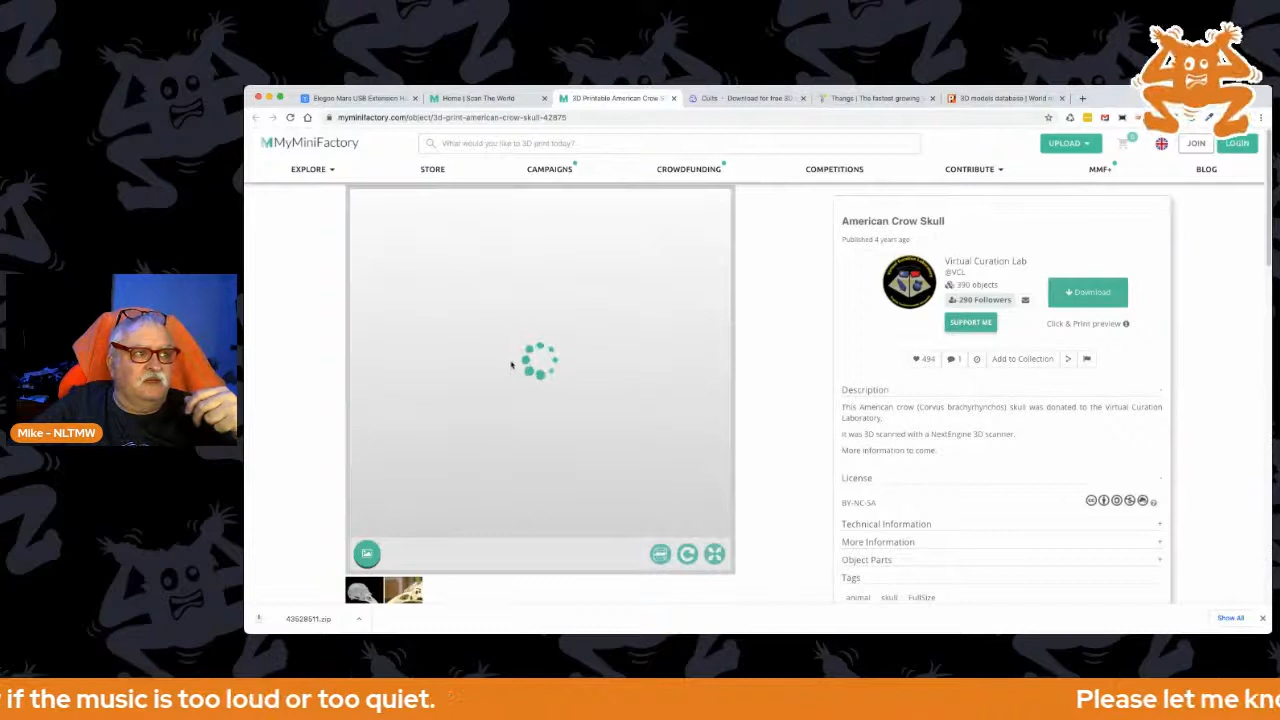 Elegoo Mars USB Extension H
Home | Scan The World
3D Printable American Crow S
Cults · Download for free 3D
Thangs | The fastest growing
3D models database | World
myminifactory.com/object/3d-print-american-crow-skull-42875
MyMiniFactory
What would you like to 3D print today?
UPLOAD
0
JOIN
LOGIN
EXPLORE
STORE
CAMPAIGNS
CROWDFUNDING
COMPETITIONS
CONTRIBUTE
MMF+
BLOG
American Crow Skull
Published 4 years ago
Virtual Curation Lab
@VCL
390 objects
290 Followers
SUPPORT ME
Download
Click & Print preview
494
1
Add to Collection
Description
This American crow (Corvus brachyrhynchos) skull was donated to the Virtual Curation
Laboratory.
It was 3D scanned with a NextEngine 3D scanner.
More information to come.
License
BY-NC-SA
Technical Information
More Information
Object Parts
Tags
animal skull FullSize
Mike - NLTMW
43528511.zip
Show All
if the music is too loud or too quiet.
Please let me kn